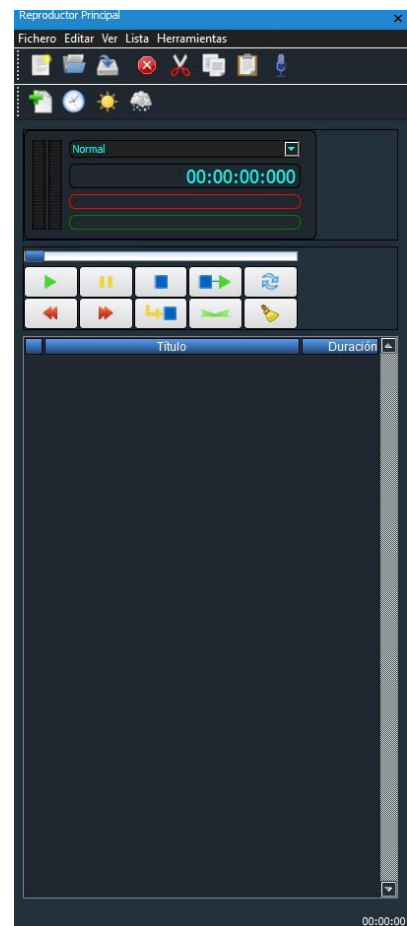 Reproductor Principal
Fichero Editar Ver Lista Herramientas
Normal
00:00:00:000
Título Duración
00:00:00